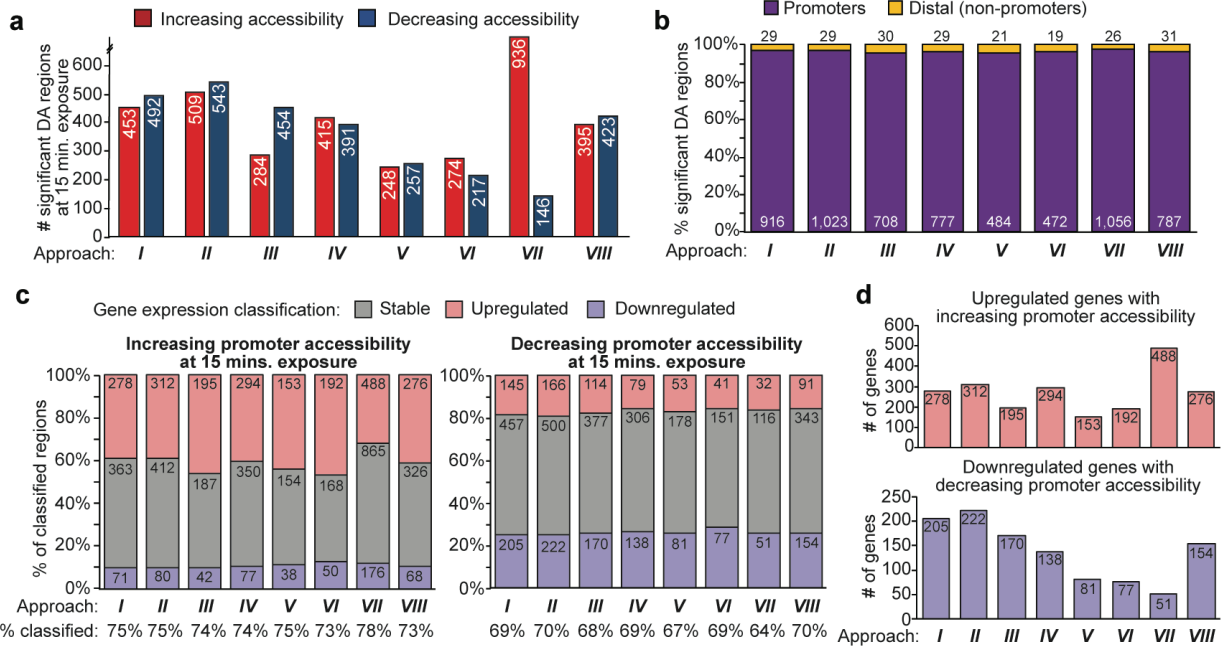 a
Increasing accessibility
Decreasing accessibility
# significant DA regions
at 15 min. exposure
600
500
400
300
200
100
0
453
492
509
543
284
454
415
391
248
257
274
217
936
146
395
423
Approach: I II III IV V VI VII VIII
b
Promoters
Distal (non-promoters)
% significant DA regions
100%
80%
60%
40%
20%
0%
29 29 30 29 21 19 26 31
916 1,023 708 777 484 472 1,056 787
Approach: I II III IV V VI VII VIII
c
Gene expression classification: Stable Upregulated Downregulated
Increasing promoter accessibility
at 15 mins. exposure
% of classified regions
100%
80%
60%
40%
20%
0%
278 312 195 294 153 192 488 276
363 412 187 350 154 168 865 326
71 80 42 77 38 50 176 68
Approach: I II III IV V VI VII VIII
% classified: 75% 75% 74% 74% 75% 73% 78% 73%
Decreasing promoter accessibility
at 15 mins. exposure
100%
80%
60%
40%
20%
0%
145 166 114 79 53 41 32 91
457 500 377 306 178 151 116 343
205 222 170 138 81 77 51 154
I II III IV V VI VII VIII
69% 70% 68% 69% 67% 69% 64% 70%
d
Upregulated genes with
increasing promoter accessibility
# of genes
600
500
400
300
200
100
0
278 312 195 294 153 192 488 276
Downregulated genes with
decreasing promoter accessibility
# of genes
250
200
150
100
50
0
205 222 170 138 81 77 51 154
Approach: I II III IV V VI VII VIII